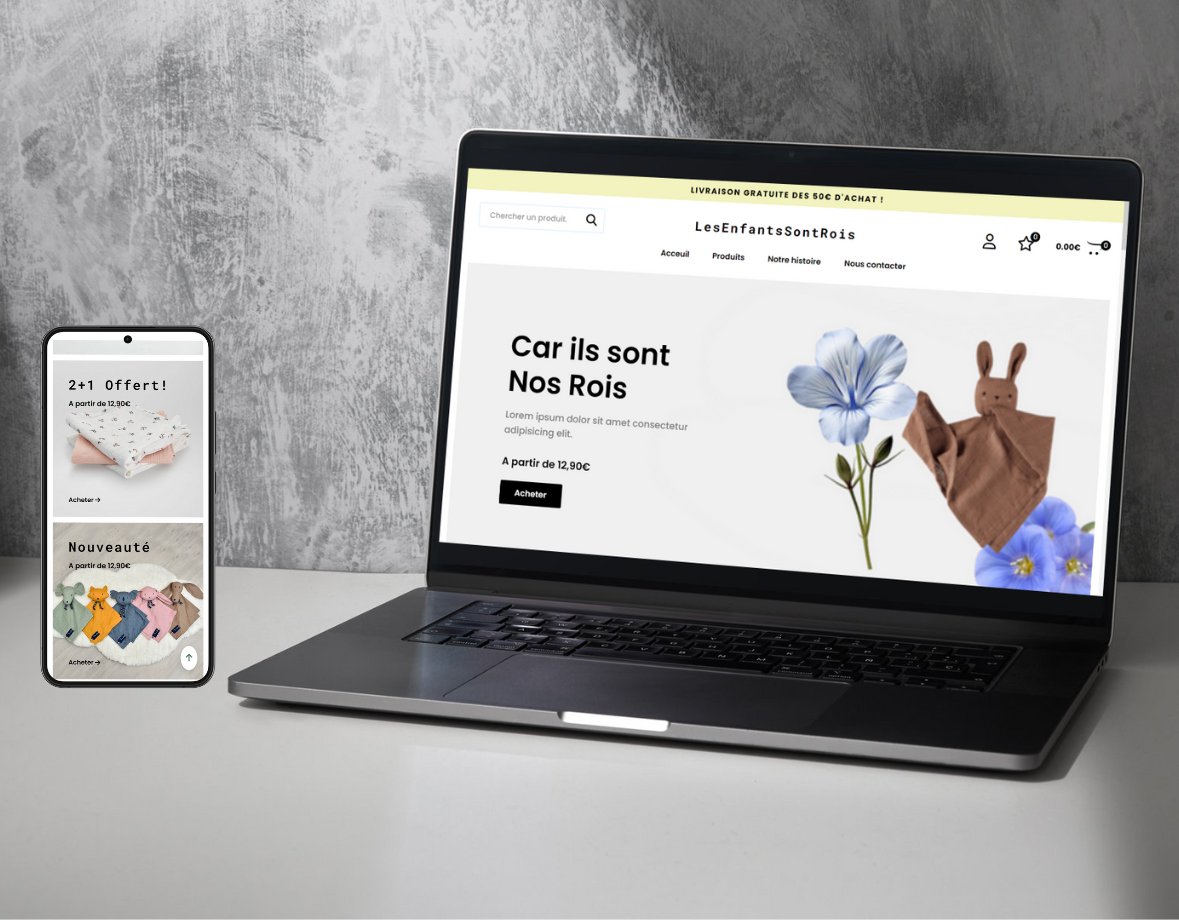 LIVRAISON GRATUITE DES 50€ D'ACHAT !
Chercher un produit.
LesEnfantsSontRois
0
0.00€
0
Acceuil
Produits
Notre histoire
Nous contacter
Car ils sont
Nos Rois
Lorem ipsum dolor sit amet consectetur
adipisicing elit.
A partir de 12,90€
Acheter
2+1 Offert!
A partir de 12,90€
Acheter →
Nouveauté
A partir de 12,90€
Acheter →